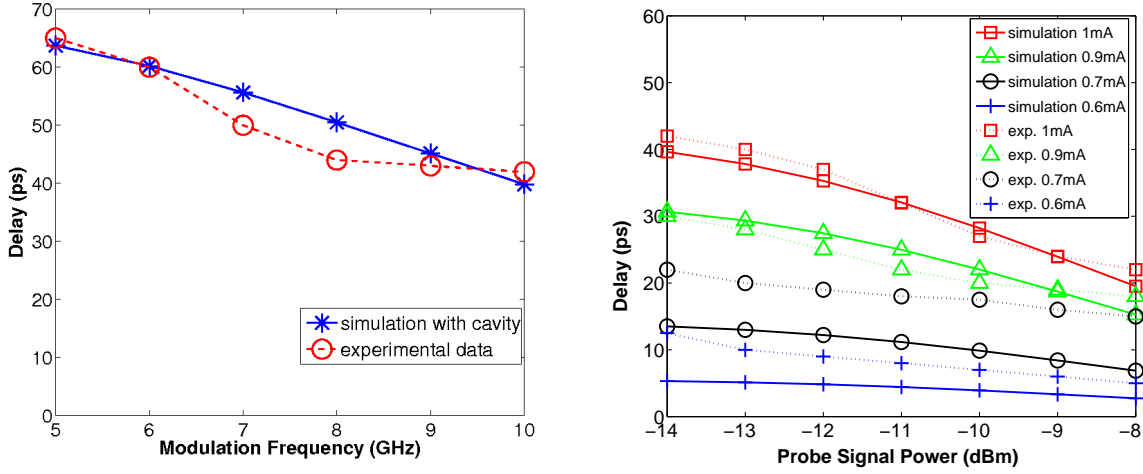 70
60
50
40
30
20
10
0
Delay (ps)
5
6
7
8
9
10
Modulation Frequency (GHz)
simulation with cavity
experimental data
60
50
40
30
20
10
0
Delay (ps)
−14
−13
−12
−11
−10
−9
−8
Probe Signal Power (dBm)
simulation 1mA
simulation 0.9mA
simulation 0.7mA
simulation 0.6mA
exp. 1mA
exp. 0.9mA
exp. 0.7mA
exp. 0.6mA